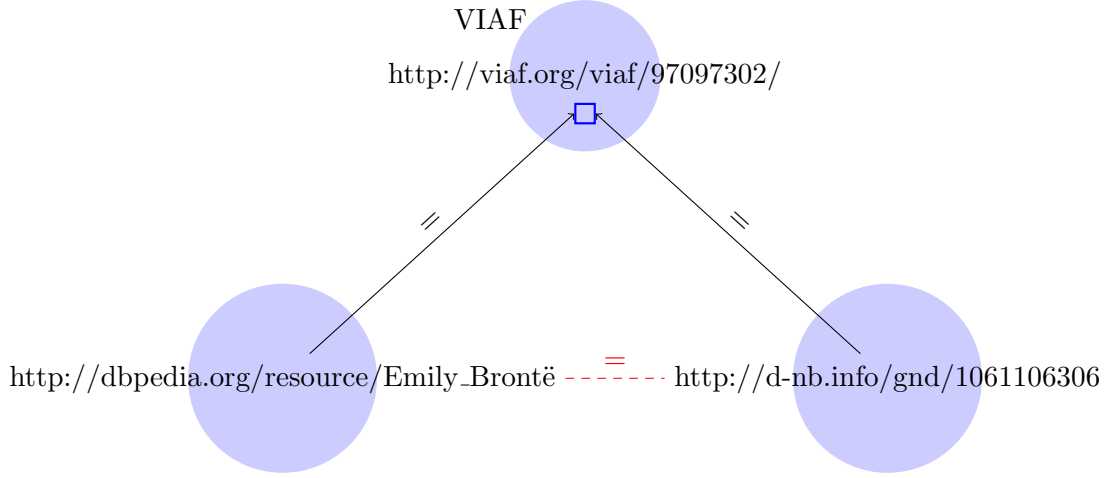 VIAF
http://viaf.org/viaf/97097302/
=
=
=
http://dbpedia.org/resource/Emily_Brontë
http://d-nb.info/gnd/1061106306